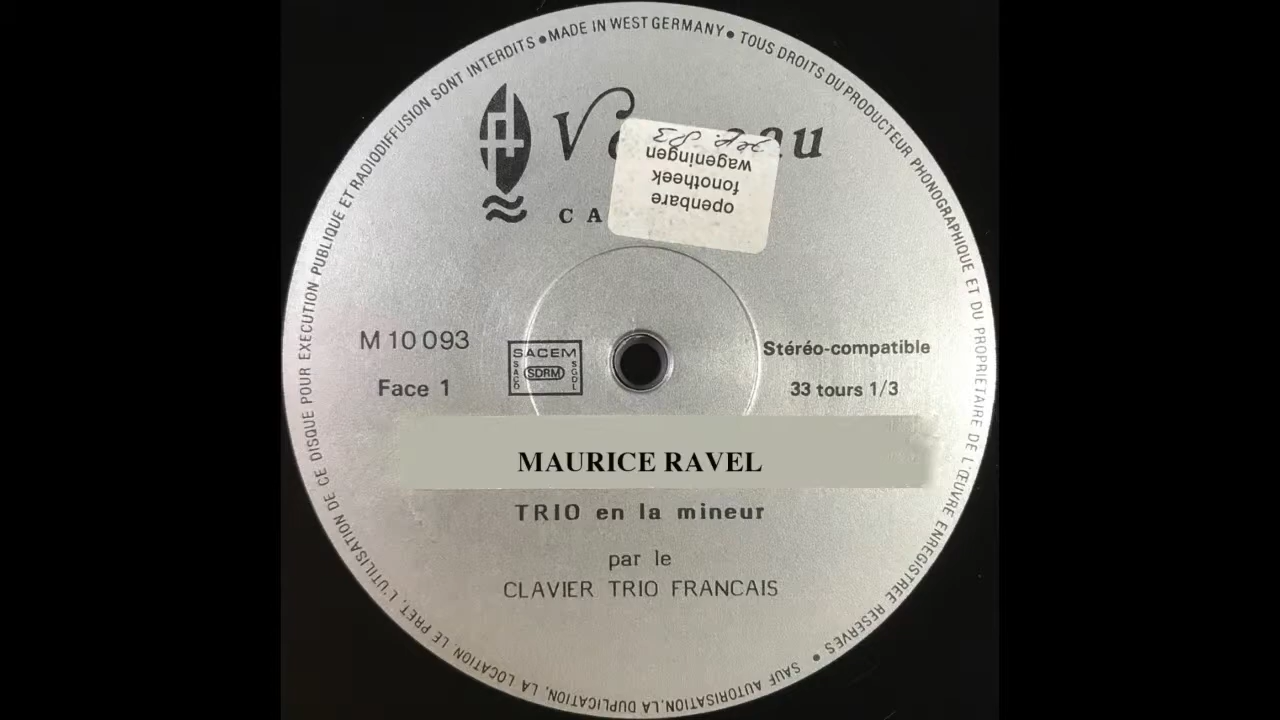 SAUF AUTORISATION, LA DUPLICATION, LA LOCATION, LE PRET, L'UTILISATION DE CE DISQUE POUR EXECUTION PUBLIQUE ET RADIODIFFUSION SONT INTERDITS ● MADE IN WEST GERMANY ● TOUS DROITS DU PRODUCTEUR PHONOGRAPHIQUE ET DU PROPRIETAIRE DE L'ŒUVRE ENREGISTREE RESERVES ●
openbare
fonotheek
wageningen
M 10 093
Face 1
SACEM
SACD
SDRM
SGDL
Stéréo-compatible
33 tours 1/3
MAURICE RAVEL
TRIO en la mineur
par le
CLAVIER TRIO FRANCAIS